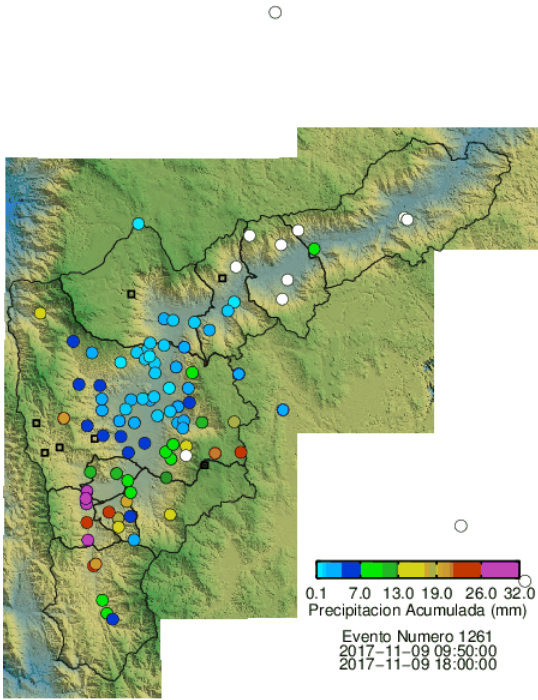 0.1 7.0 13.0 19.0 26.0 32.0
Precipitacion Acumulada (mm)
Evento Numero 1261
2017-11-09 09:50:00
2017-11-09 18:00:00